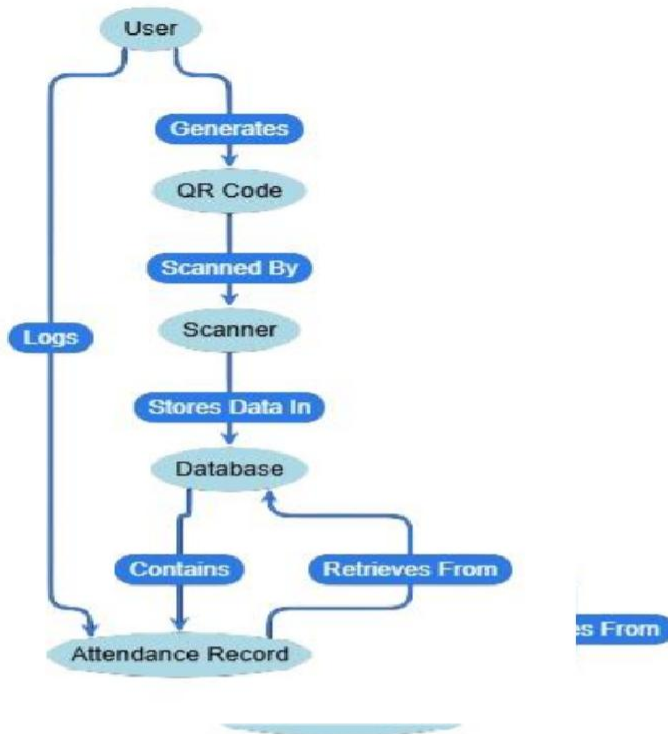 User
Generates
QR Code
Scanned By
Scanner
Logs
Stores Data In
Database
Contains
Retrieves From
es From
Attendance Record